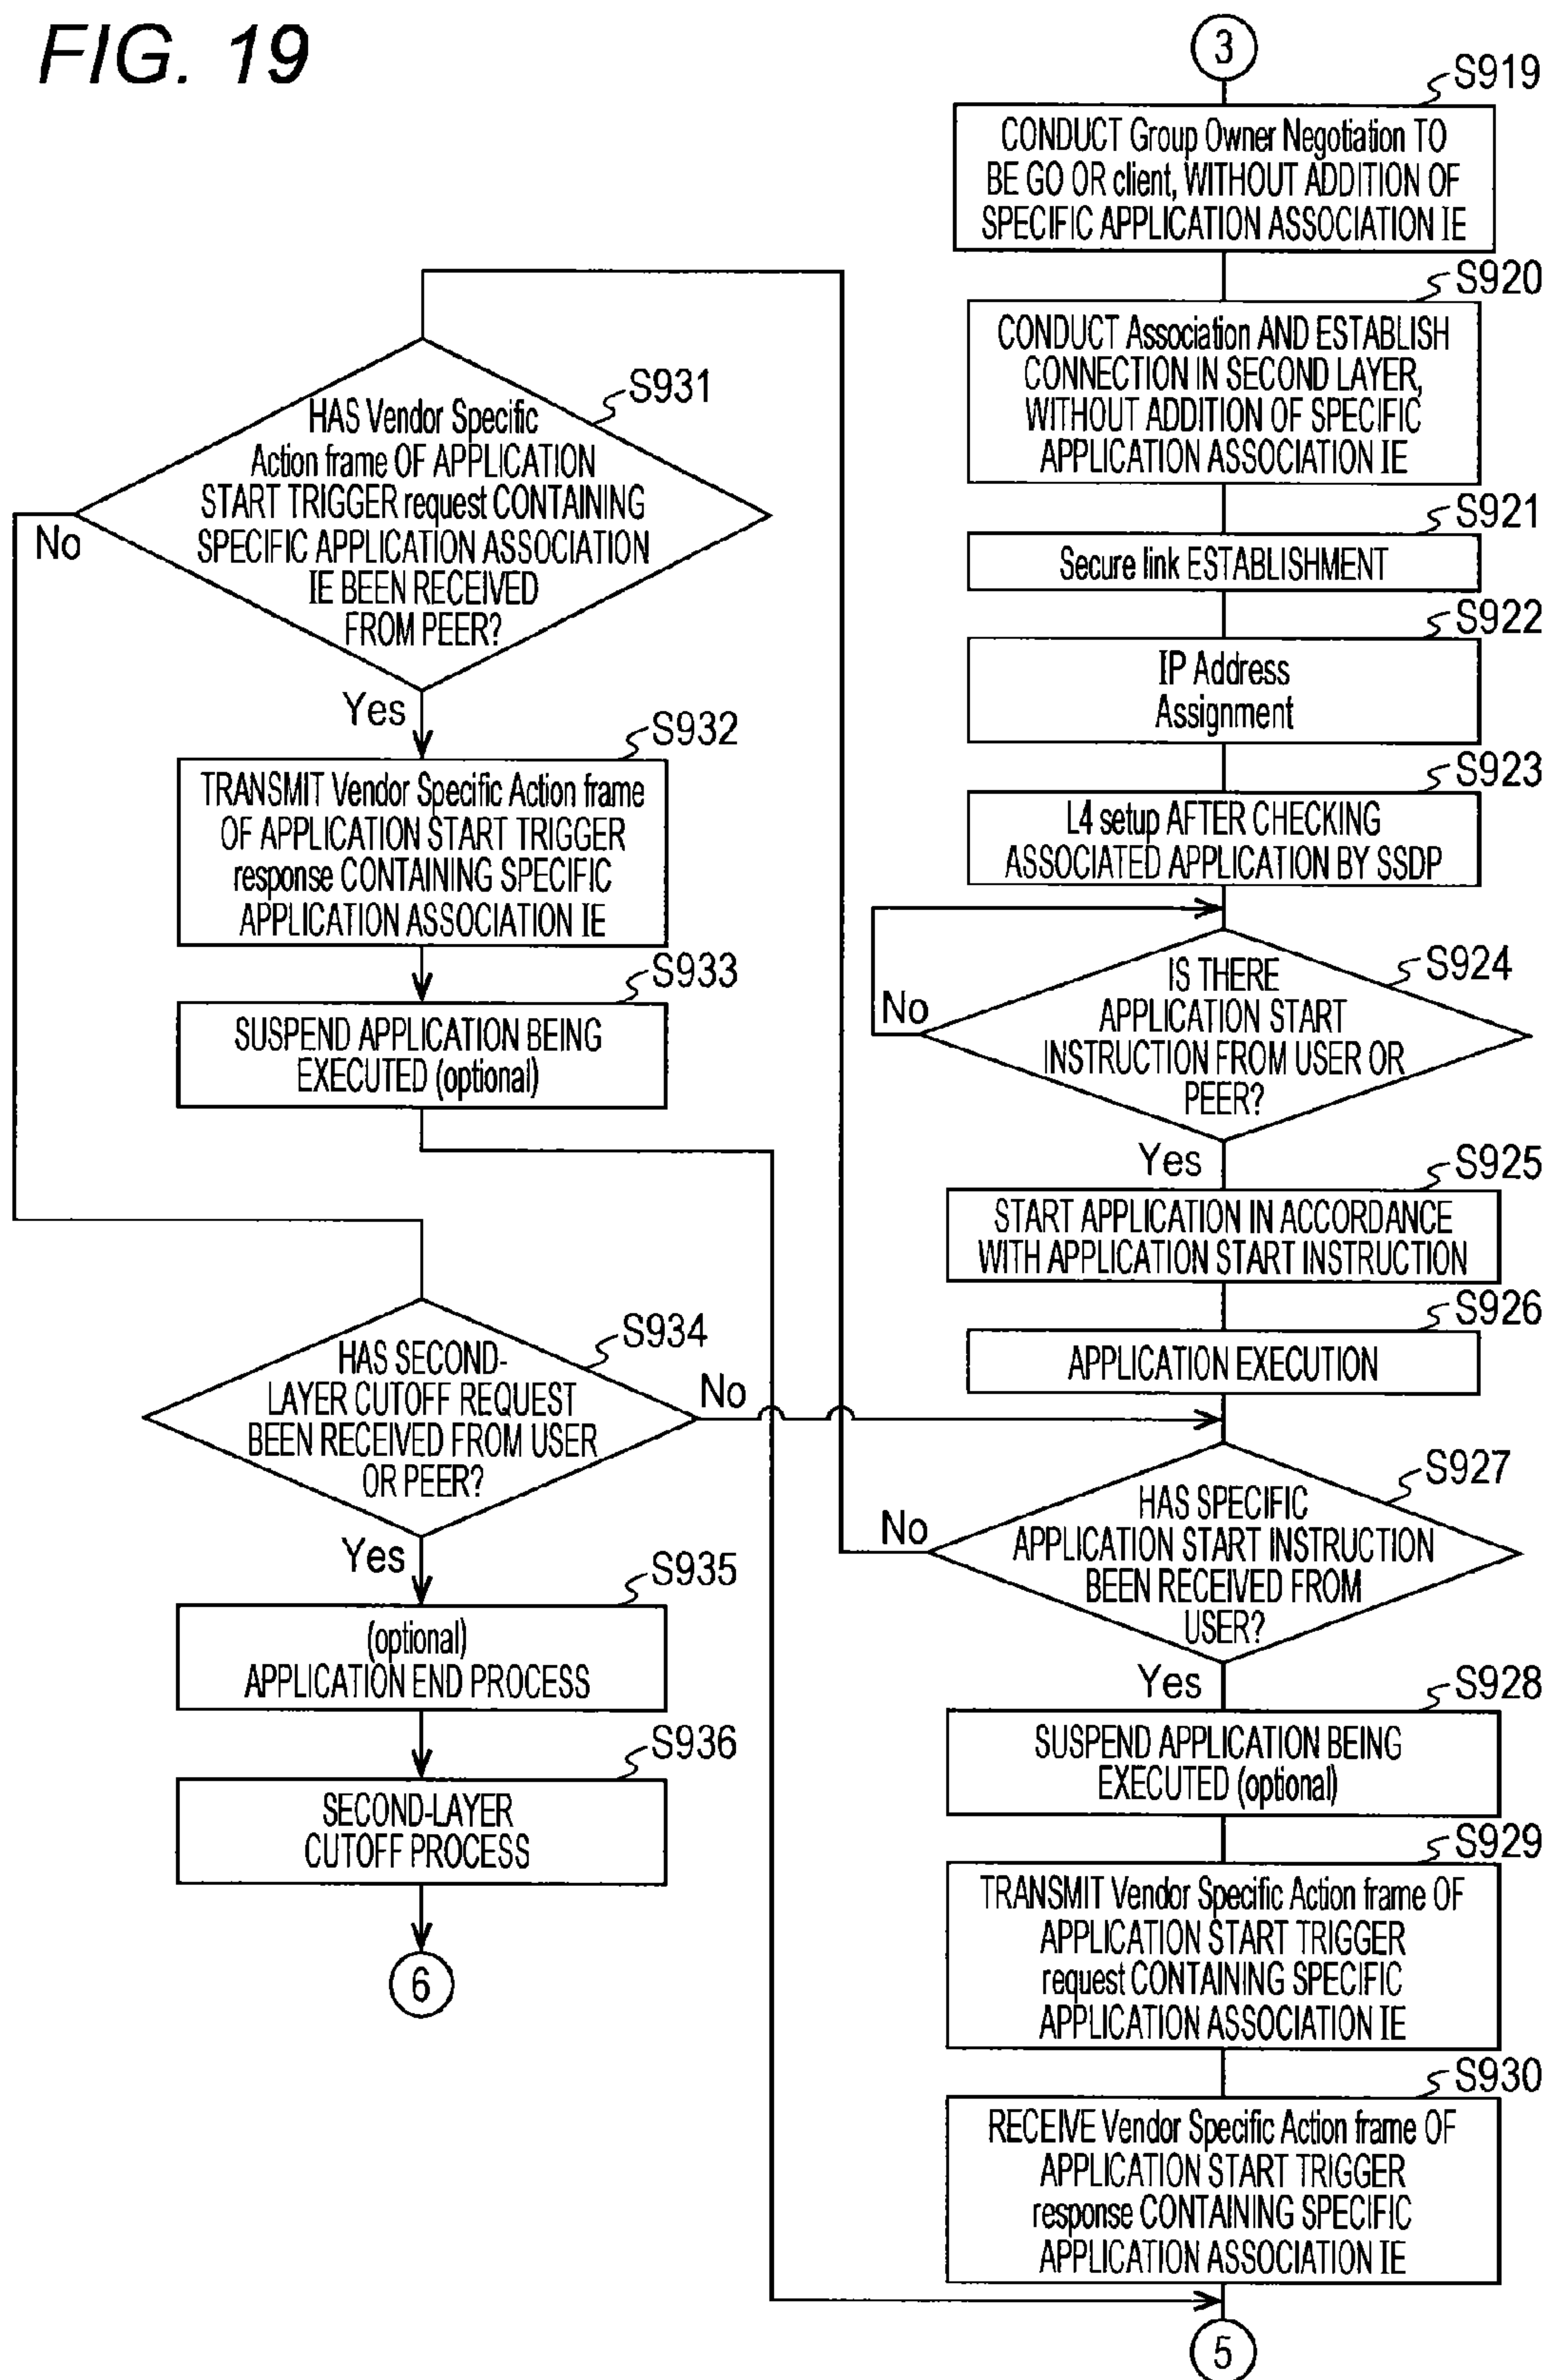 FIG. 19
3
S919
CONDUCT Group Owner Negotiation TO
BE GO OR client, WITHOUT ADDITION OF
SPECIFIC APPLICATION ASSOCIATION IE
S920
CONDUCT Association AND ESTABLISH
CONNECTION IN SECOND LAYER,
WITHOUT ADDITION OF SPECIFIC
APPLICATION ASSOCIATION IE
S921
Secure link ESTABLISHMENT
S922
IP Address
Assignment
S923
L4 setup AFTER CHECKING
ASSOCIATED APPLICATION BY SSDP
S924
IS THERE
APPLICATION START
INSTRUCTION FROM USER OR
PEER?
No
Yes
S925
START APPLICATION IN ACCORDANCE
WITH APPLICATION START INSTRUCTION
S926
APPLICATION EXECUTION
S927
HAS SPECIFIC
APPLICATION START INSTRUCTION
BEEN RECEIVED FROM
USER?
No
Yes
S928
SUSPEND APPLICATION BEING
EXECUTED (optional)
S929
TRANSMIT Vendor Specific Action frame OF
APPLICATION START TRIGGER
request CONTAINING SPECIFIC
APPLICATION ASSOCIATION IE
S930
RECEIVE Vendor Specific Action frame OF
APPLICATION START TRIGGER
response CONTAINING SPECIFIC
APPLICATION ASSOCIATION IE
5
S931
HAS Vendor Specific
Action frame OF APPLICATION
START TRIGGER request CONTAINING
SPECIFIC APPLICATION ASSOCIATION
IE BEEN RECEIVED
FROM PEER?
No
Yes
S932
TRANSMIT Vendor Specific Action frame
OF APPLICATION START TRIGGER
response CONTAINING SPECIFIC
APPLICATION ASSOCIATION IE
S933
SUSPEND APPLICATION BEING
EXECUTED (optional)
S934
HAS SECOND-
LAYER CUTOFF REQUEST
BEEN RECEIVED FROM USER
OR PEER?
No
Yes
S935
(optional)
APPLICATION END PROCESS
S936
SECOND-LAYER
CUTOFF PROCESS
6